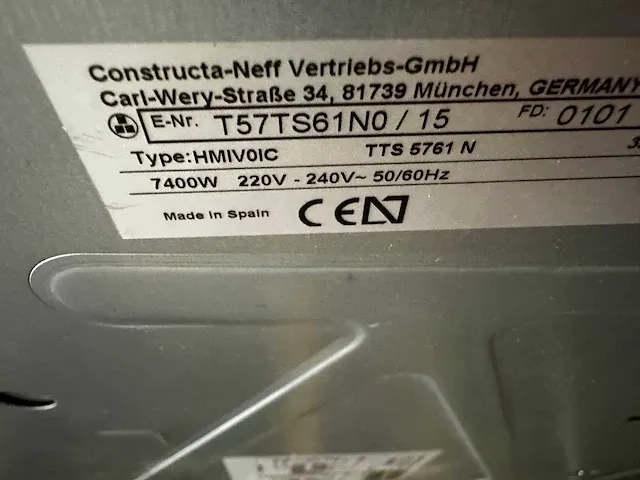 Constructa-Neff Vertriebs-GmbH
Carl-Wery-Straße 34, 81739 München, GERMANY
E-Nr. T57TS61N0 / 15 FD: 0101
Type:HMIV0IC TTS 5761 N
7400W 220V - 240V~ 50/60Hz
Made in Spain CE N